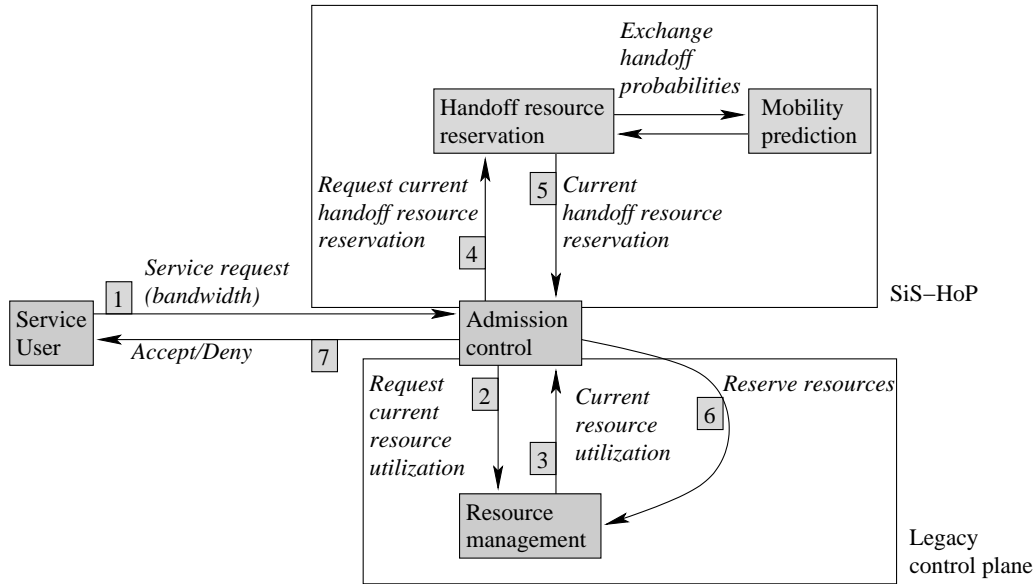 Exchange
handoff
probabilities
Handoff resource
reservation
Mobility
prediction
Request current
handoff resource
reservation
4
5
Current
handoff resource
reservation
SiS–HoP
1
Service request
(bandwidth)
Service
User
Admission
control
Accept/Deny
7
Request
current
resource
utilization
2
3
Current
resource
utilization
6
Reserve resources
Resource
management
Legacy
control plane